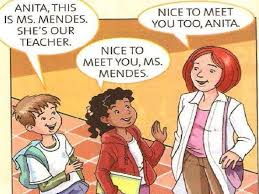 ANITA, THIS
IS MS. MENDES.
SHE'S OUR
TEACHER.
NICE TO
MEET YOU, MS.
MENDES.
NICE TO MEET
YOU TOO, ANITA.